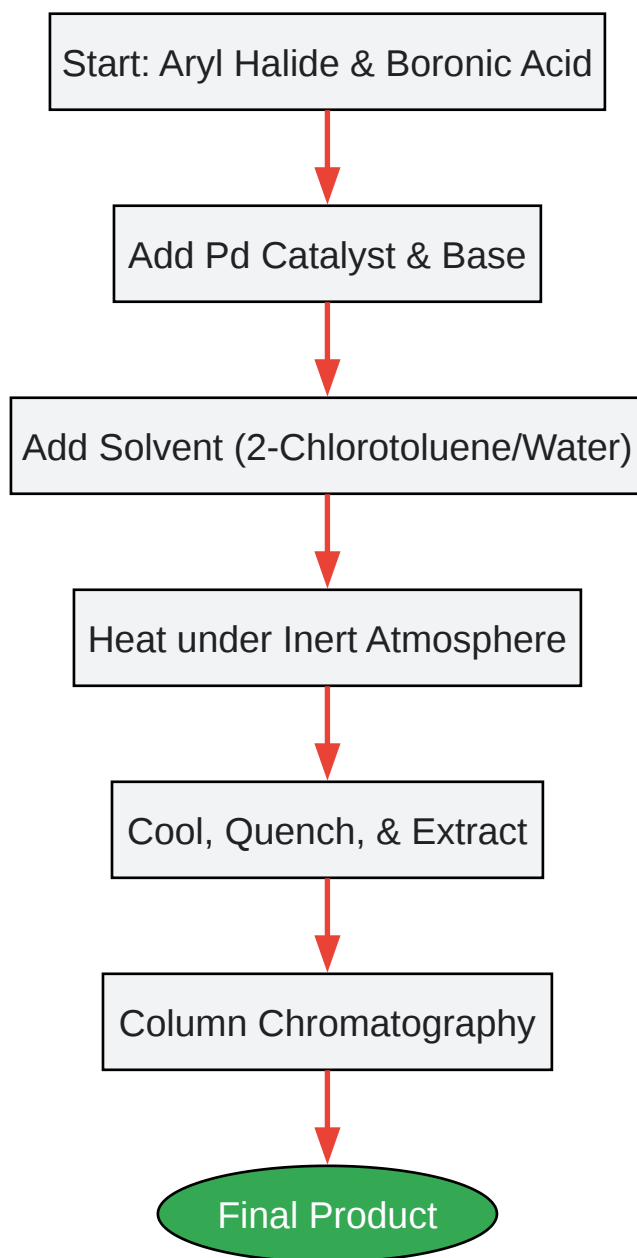 Start: Aryl Halide & Boronic Acid
Add Pd Catalyst & Base
Add Solvent (2-Chlorotoluene/Water)
Heat under Inert Atmosphere
Cool, Quench, & Extract
Column Chromatography
Final Product